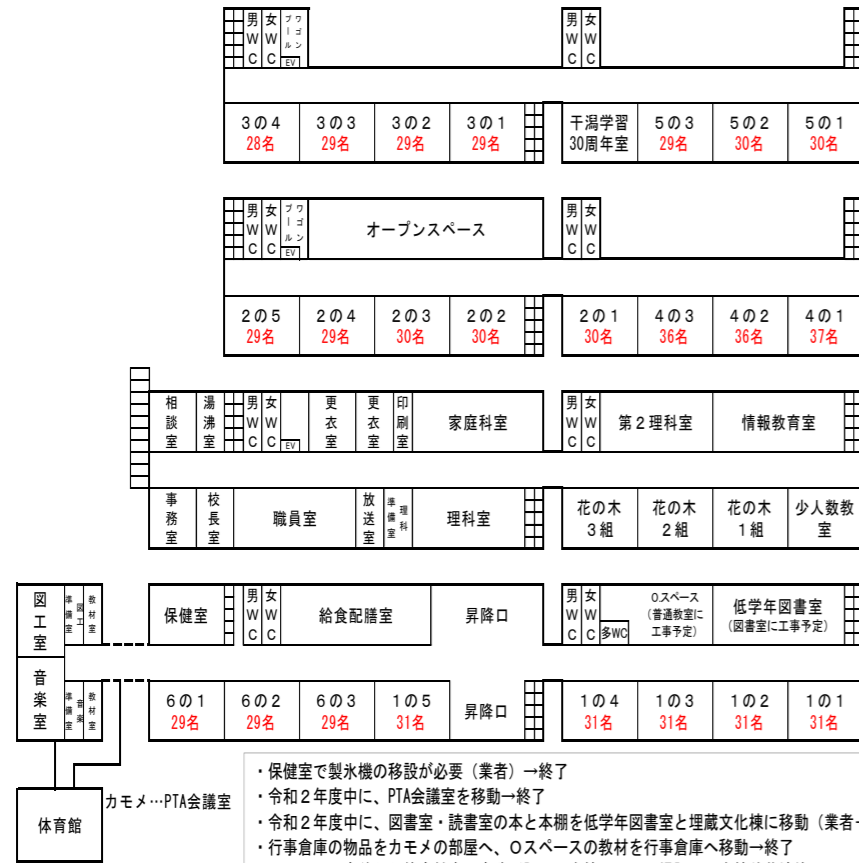 男WC 女WC プール ワゴン EV 男WC 女WC
3の4 3の3 3の2 3の1 干潟学習 5の3 5の2 5の1
28名 29名 29名 29名 30周年室 29名 30名 30名
男WC 女WC プール ワゴン EV オープンスペース 男WC 女WC
2の5 2の4 2の3 2の2 2の1 4の3 4の2 4の1
29名 29名 30名 30名 30名 36名 36名 37名
相談室 湯沸室 男WC 女WC EV 更衣室 更衣室 印刷室 家庭科室 男WC 女WC 第2理科室 情報教育室
事務室 校長室 職員室 放送室 理科準備室 理科室 花の木3組 花の木2組 花の木1組 少人数教室
図工室 図工準備室 教材室 保健室 男WC 女WC 給食配膳室 昇降口 男WC 女WC 多WC Oスペース 低学年図書室
(普通教室に工事予定) (図書室に工事予定)
音楽室 音楽準備室 教材室 6の1 6の2 6の3 1の5 昇降口 1の4 1の3 1の2 1の1
29名 29名 29名 31名 31名 31名 31名 31名
体育館
カモメ…PTA会議室
・保健室で製氷機の移設が必要（業者）→終了
・令和2年度中に、PTA会議室を移動→終了
・令和2年度中に、図書室・読書室の本と本棚を低学年図書室と埋蔵文化棟に移動（業者
・行事倉庫の物品をカモメの部屋へ、Oスペースの教材を行事倉庫へ移動→終了